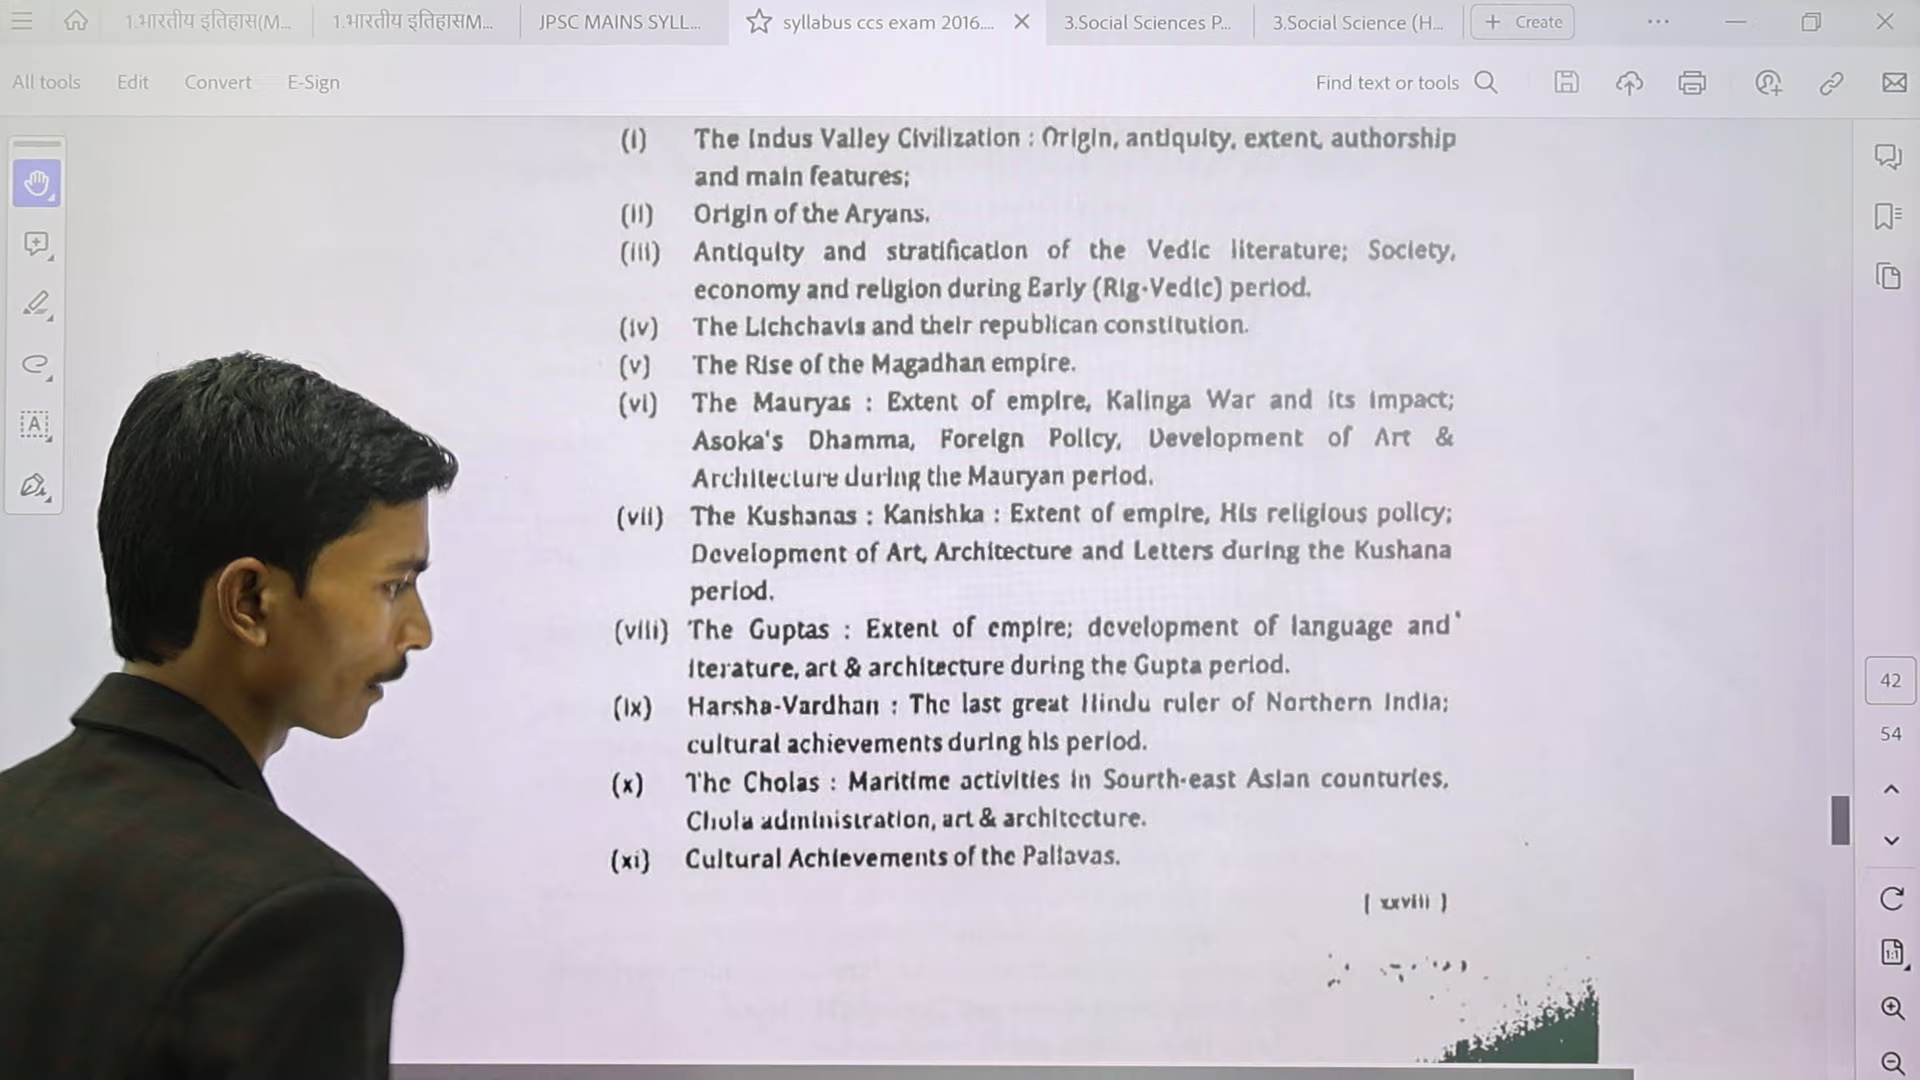 1.भारतीय इतिहास(M...
1.भारतीय इतिहासM...
JPSC MAINS SYLL...
syllabus ccs exam 2016....
3.Social Sciences P...
3.Social Science (H...
+ Create
All tools
Edit
Convert
E-Sign
Find text or tools
(i) The Indus Valley Civilization : Origin, antiquity, extent, authorship
and main features;
(ii) Origin of the Aryans.
(iii) Antiquity and stratification of the Vedic literature; Society,
economy and religion during Early (Rig-Vedic) period.
(iv) The Lichchavis and their republican constitution.
(v) The Rise of the Magadhan empire.
(vi) The Mauryas : Extent of empire, Kalinga War and its impact;
Asoka's Dhamma, Foreign Policy, Development of Art &
Architecture during the Mauryan period.
(vii) The Kushanas : Kanishka : Extent of empire, His religious policy;
Development of Art, Architecture and Letters during the Kushana
period.
(viii) The Guptas : Extent of empire; development of language and
iterature, art & architecture during the Gupta period.
(ix) Harsha-Vardhan : The last great Hindu ruler of Northern India;
cultural achievements during his period.
(x) The Cholas : Maritime activities in Sourth-east Asian counturies,
Chola administration, art & architecture.
(xi) Cultural Achievements of the Pallavas.
[ xxviii ]
42
54